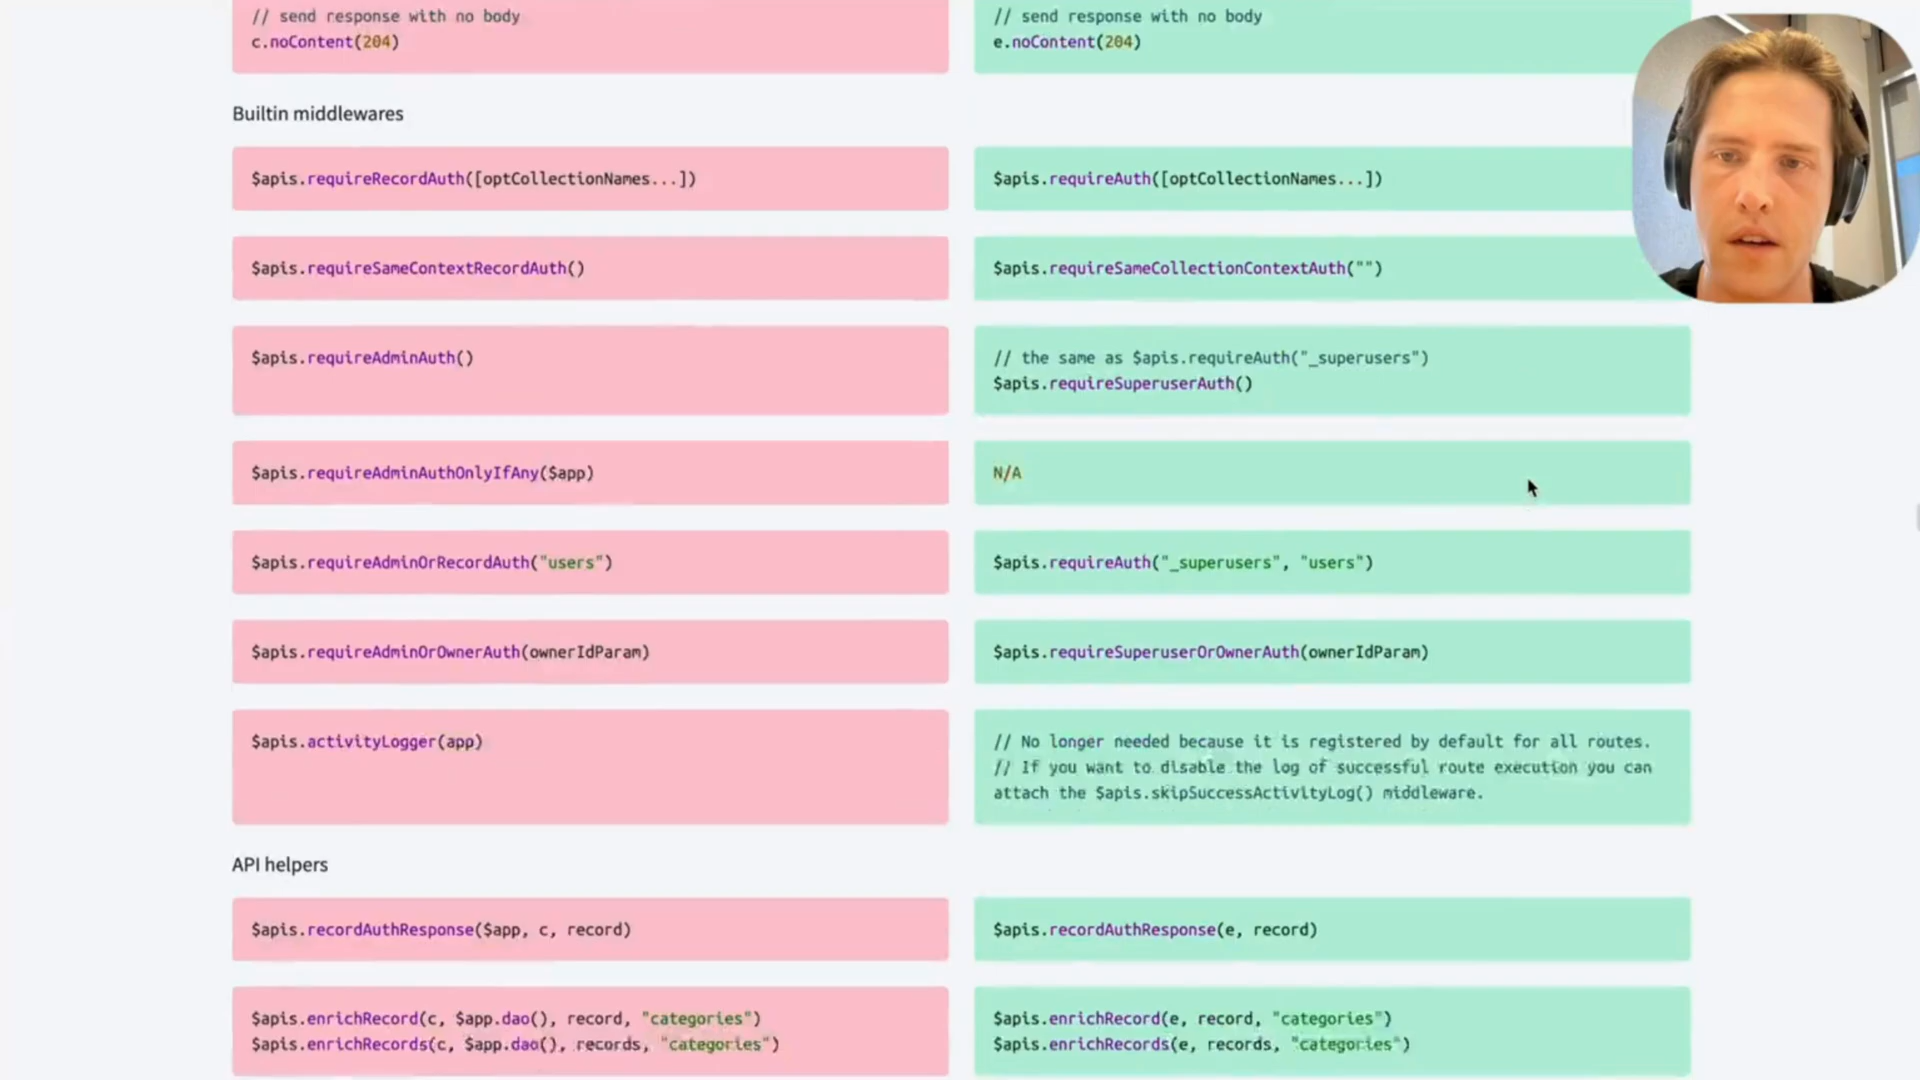 // send response with no body
c.noContent(204)
// send response with no body
e.noContent(204)
Builtin middlewares
$apis.requireRecordAuth([optCollectionNames...])
$apis.requireAuth([optCollectionNames...])
$apis.requireSameContextRecordAuth()
$apis.requireSameCollectionContextAuth("")
$apis.requireAdminAuth()
// the same as $apis.requireAuth("_superusers")
$apis.requireSuperuserAuth()
$apis.requireAdminAuthOnlyIfAny($app)
N/A
$apis.requireAdminOrRecordAuth("users")
$apis.requireAuth("_superusers", "users")
$apis.requireAdminOrOwnerAuth(ownerIdParam)
$apis.requireSuperuserOrOwnerAuth(ownerIdParam)
$apis.activityLogger(app)
// No longer needed because it is registered by default for all routes.
// If you want to disable the log of successful route execution you can
attach the $apis.skipSuccessActivityLog() middleware.
API helpers
$apis.recordAuthResponse($app, c, record)
$apis.recordAuthResponse(e, record)
$apis.enrichRecord(c, $app.dao(), record, "categories")
$apis.enrichRecords(c, $app.dao(), records, "categories")
$apis.enrichRecord(e, record, "categories")
$apis.enrichRecords(e, records, "categories")